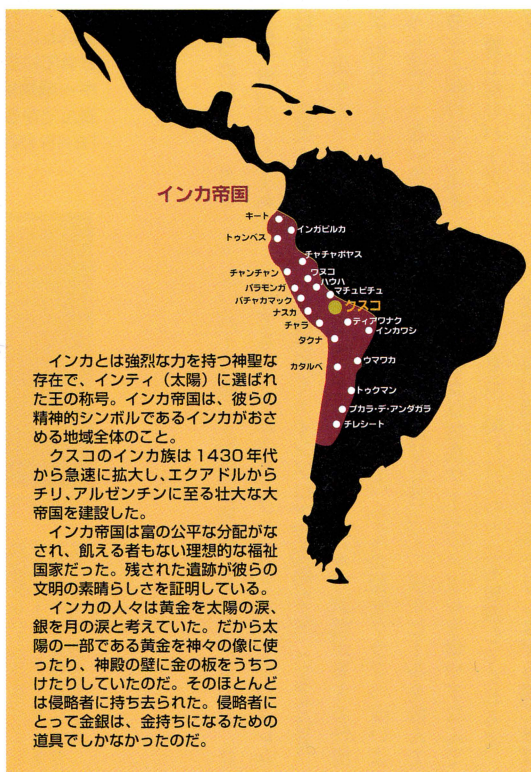 インカ帝国
キート
インガピルカ
トゥンベス
チャチャポヤス
チャンチャン
ワヌコ
ハウハ
パラモンガ
マチュピチュ
パチャカマック
クスコ
ナスカ
ティアワナク
チャラ
インカワシ
タクナ
ウマワカ
カタルペ
トゥクマン
プカラ・デ・アンダガラ
チレシート
インカとは強烈な力を持つ神聖な
存在で、インティ（太陽）に選ばれ
た王の称号。インカ帝国は、彼らの
精神的シンボルであるインカがおさ
める地域全体のこと。
クスコのインカ族は1430年代
から急速に拡大し、エクアドルから
チリ、アルゼンチンに至る壮大な大
帝国を建設した。
インカ帝国は富の公平な分配がな
され、飢える者もない理想的な福祉
国家だった。残された遺跡が彼らの
文明の素晴らしさを証明している。
インカの人々は黄金を太陽の涙、
銀を月の涙と考えていた。だから太
陽の一部である黄金を神々の像に使
ったり、神殿の壁に金の板をうちつ
けたりしていたのだ。そのほとんど
は侵略者に持ち去られた。侵略者に
とって金銀は、金持ちになるための
道具でしかなかったのだ。